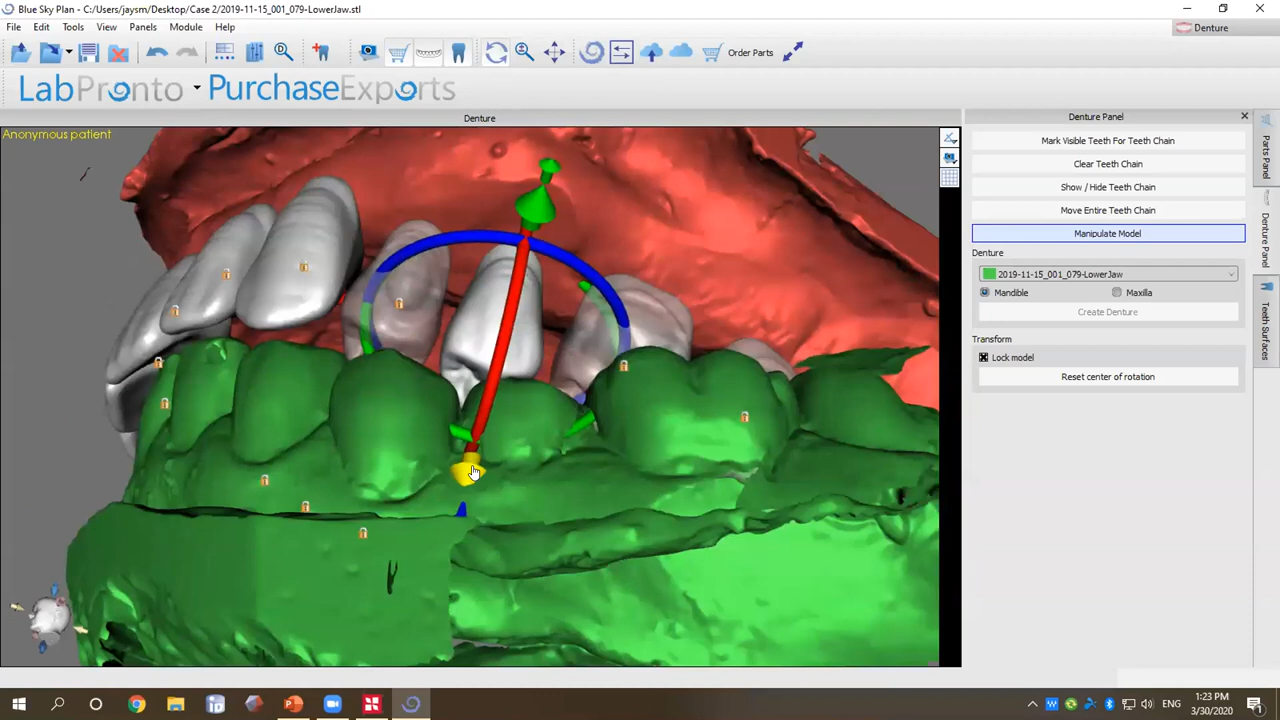 Blue Sky Plan - C:/Users/jaysm/Desktop/Case 2/2019-11-15_001_079-LowerJaw.stl
File Edit Tools View Panels Module Help
Denture
Order Parts
LabPronto PurchaseExports
Denture
Anonymous patient
Denture Panel
Mark Visible Teeth For Teeth Chain
Clear Teeth Chain
Show / Hide Teeth Chain
Move Entire Teeth Chain
Manipulate Model
Denture
2019-11-15_001_079-LowerJaw
Mandible Maxilla
Create Denture
Transform
Lock model
Reset center of rotation
Parts Panel
Denture Panel
Teeth Surfaces
ENG
1:23 PM
3/30/2020
1